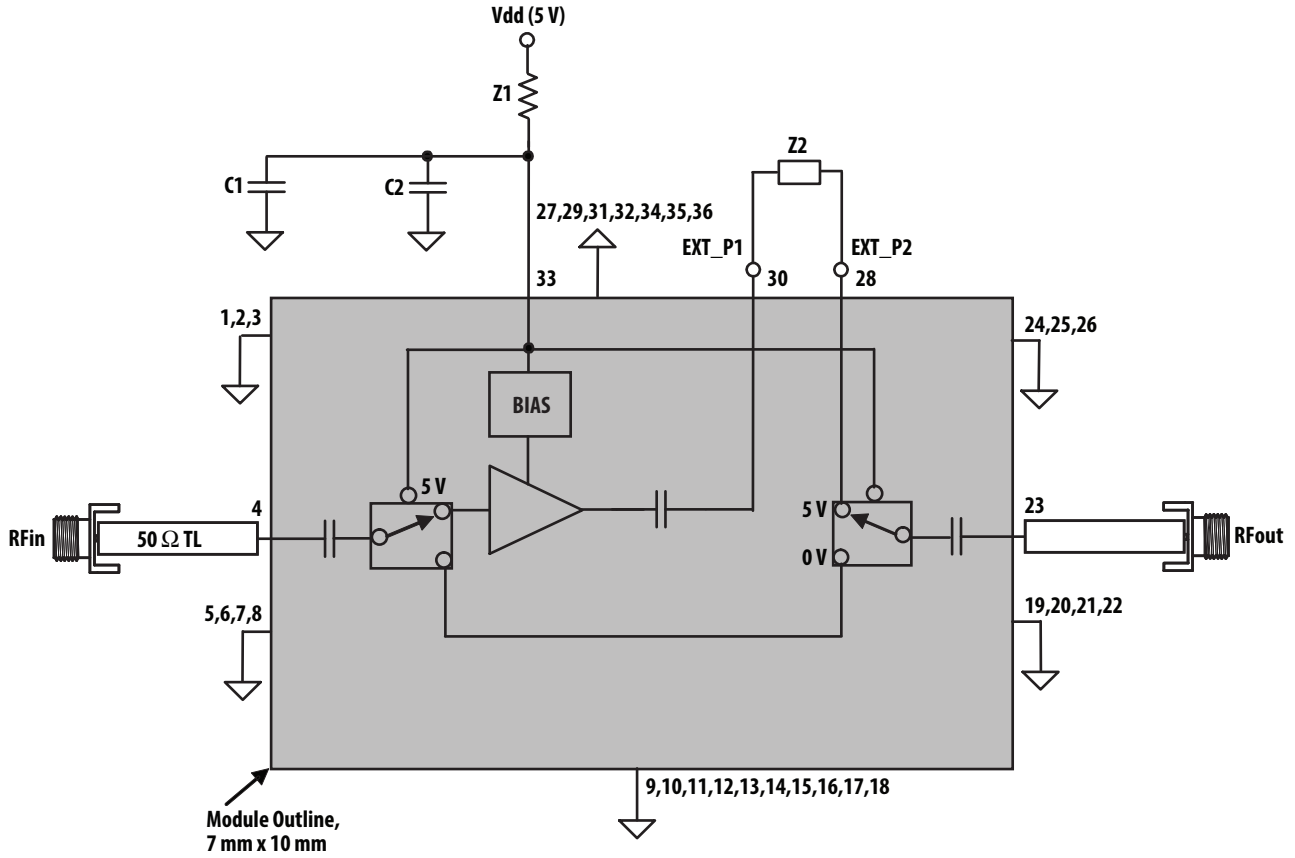 Vdd (5 V)
Z1
Z2
C1
C2
27,29,31,32,34,35,36
EXT_P1
EXT_P2
33
30
28
1,2,3
24,25,26
BIAS
5 V
4
5 V
23
RFin
50 Ω TL
RFout
0 V
5,6,7,8
19,20,21,22
9,10,11,12,13,14,15,16,17,18
Module Outline,
7 mm x 10 mm